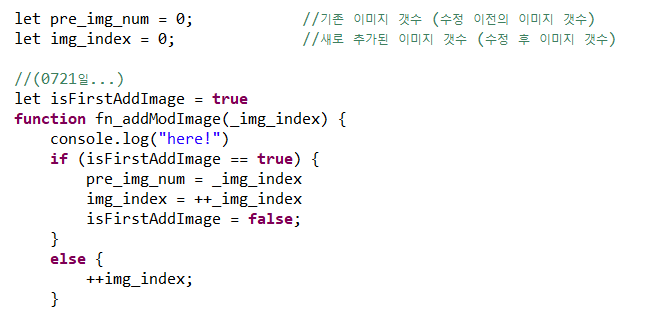 let pre_img_num = 0; //기존 이미지 갯수 (수정 이전의 이미지 갯수)
let img_index = 0; //새로 추가된 이미지 갯수 (수정 후 이미지 갯수)
//(0721일...)
let isFirstAddImage = true
function fn_addModImage(_img_index) {
console.log("here!")
if (isFirstAddImage == true) {
pre_img_num = _img_index
img_index = ++_img_index
isFirstAddImage = false;
}
else {
++img_index;
}